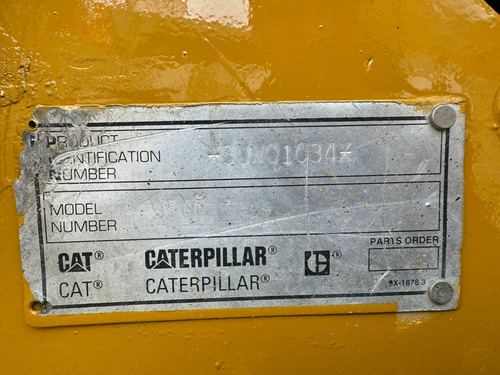 PRODUCT
IDENTIFICATION
NUMBER
MODEL
NUMBER
PARTS ORDER
CAT® CATERPILLAR® C®
CAT® CATERPILLAR®